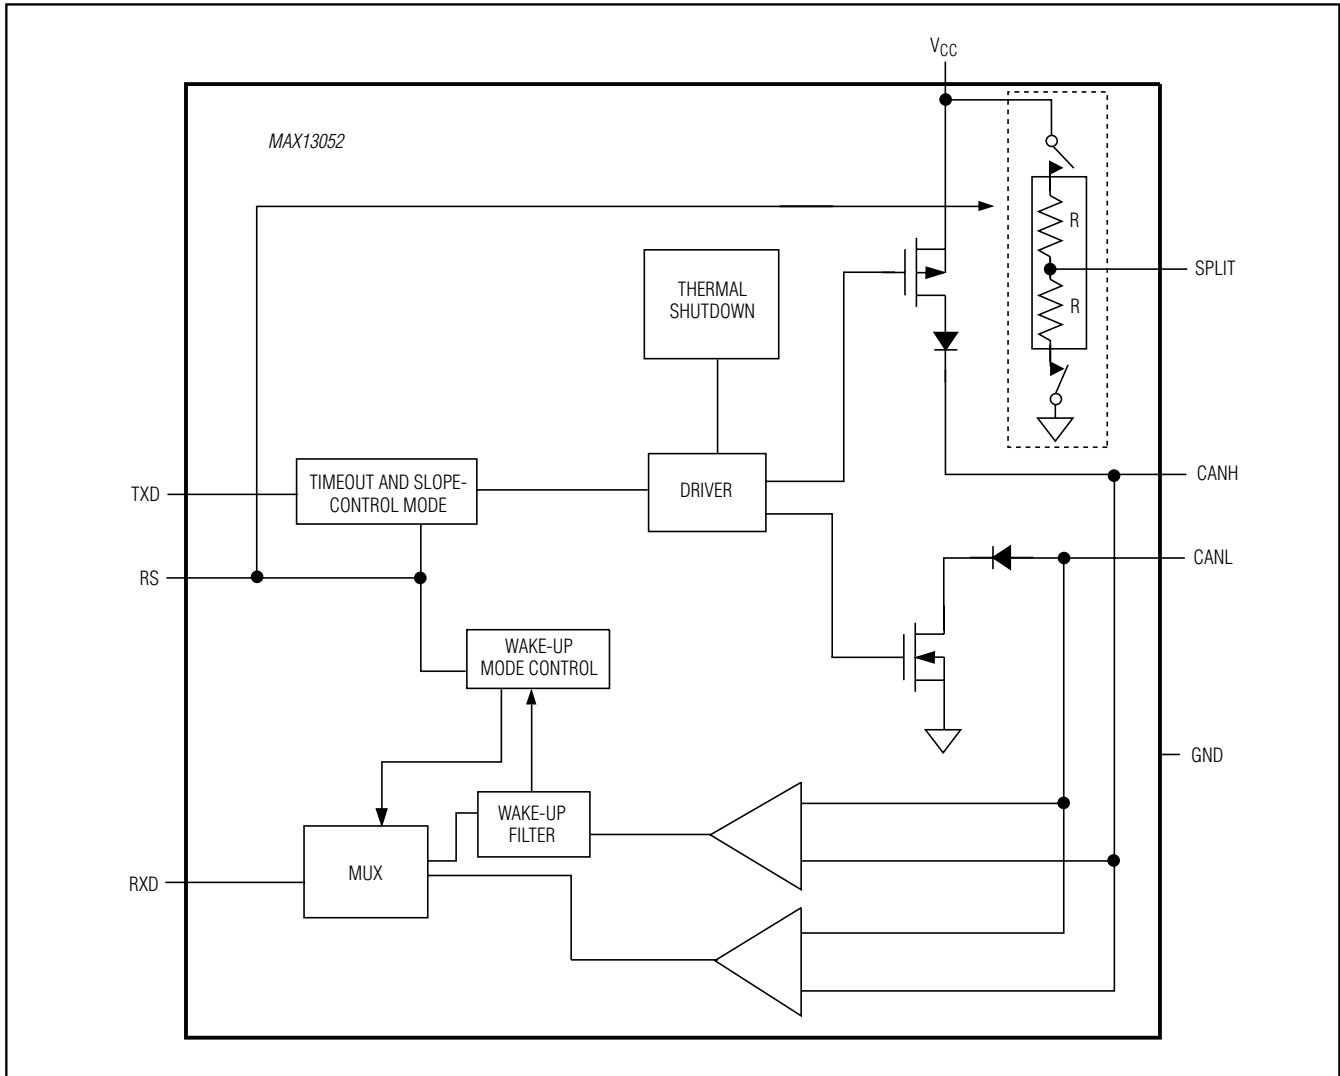 VCC
MAX13052
R
THERMAL
SHUTDOWN
SPLIT
R
TIMEOUT AND SLOPE-
CONTROL MODE
DRIVER
CANH
TXD
CANL
RS
WAKE-UP
MODE CONTROL
GND
WAKE-UP
FILTER
MUX
RXD